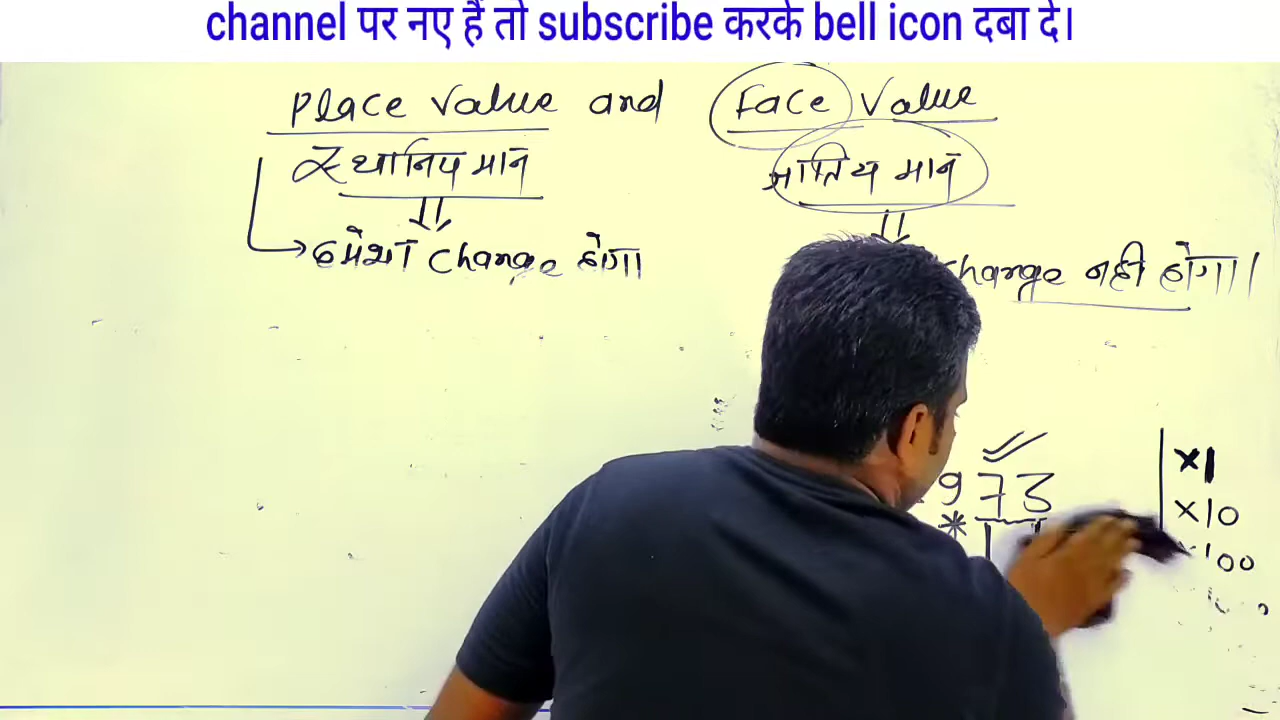 channel पर नए हैं तो subscribe करके bell icon दबा दे।
Place Value and Face Value
स्थानिय मान जातिय मान
हमेशा Change होगा
change नही होगा।
973
×1
×10
×100